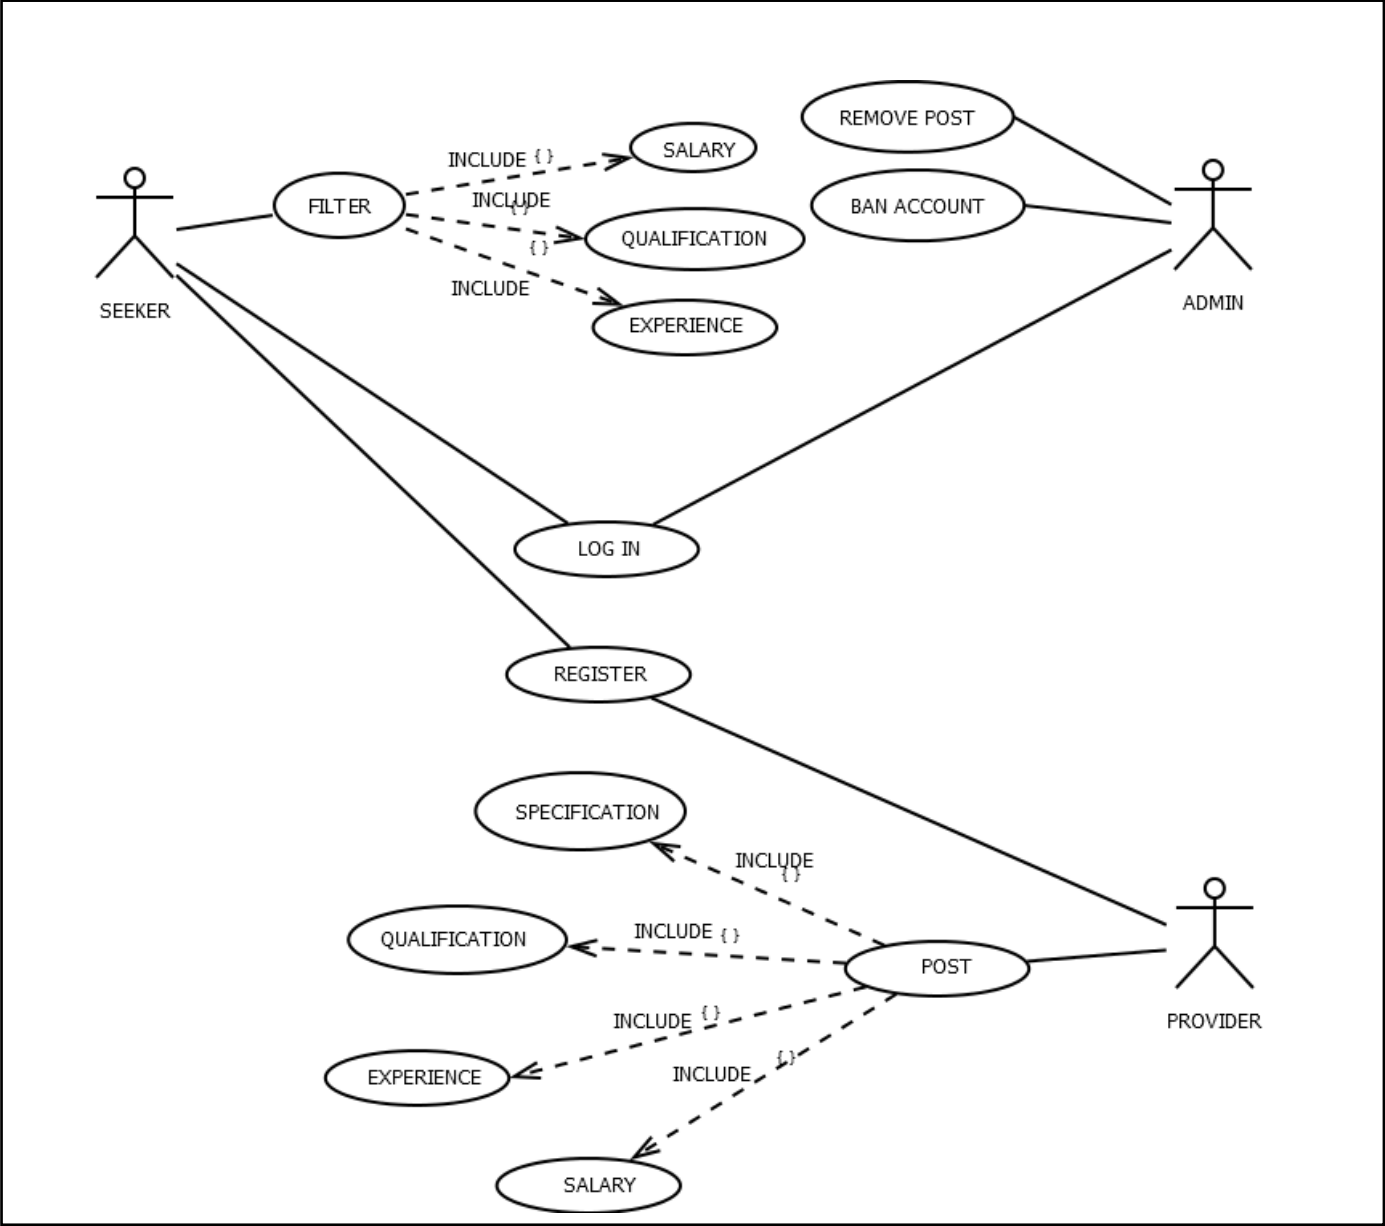 REMOVE POST
SALARY
INCLUDE { }
INCLUDE
{ }
FILTER
BAN ACCOUNT
QUALIFICATION
{ }
INCLUDE
SEEKER
ADMIN
EXPERIENCE
LOG IN
REGISTER
SPECIFICATION
INCLUDE
{ }
QUALIFICATION
INCLUDE { }
POST
INCLUDE { }
PROVIDER
{ }
INCLUDE
EXPERIENCE
SALARY